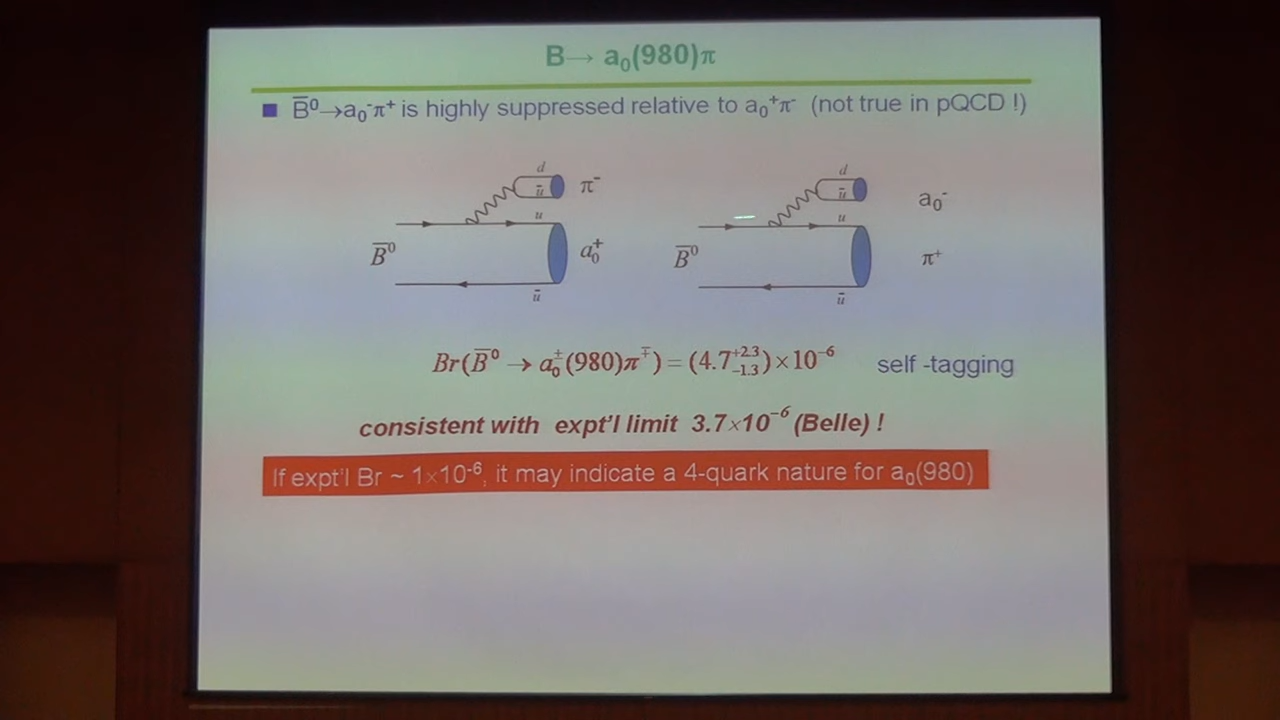 B→ a₀(980)π
B̅⁰→a₀⁻π⁺ is highly suppressed relative to a₀⁺π⁻ (not true in pQCD !)
d
ū
π⁻
u
B̅⁰
a₀⁺
ū
d
ū
a₀⁻
u
B̅⁰
π⁺
ū
Br(B̅⁰ → a₀^±(980)π^∓) = (4.7^{+2.3}_{-1.3})×10⁻⁶ self -tagging
consistent with expt'l limit 3.7×10⁻⁶ (Belle) !
If expt'l Br ~ 1×10⁻⁶, it may indicate a 4-quark nature for a₀(980)